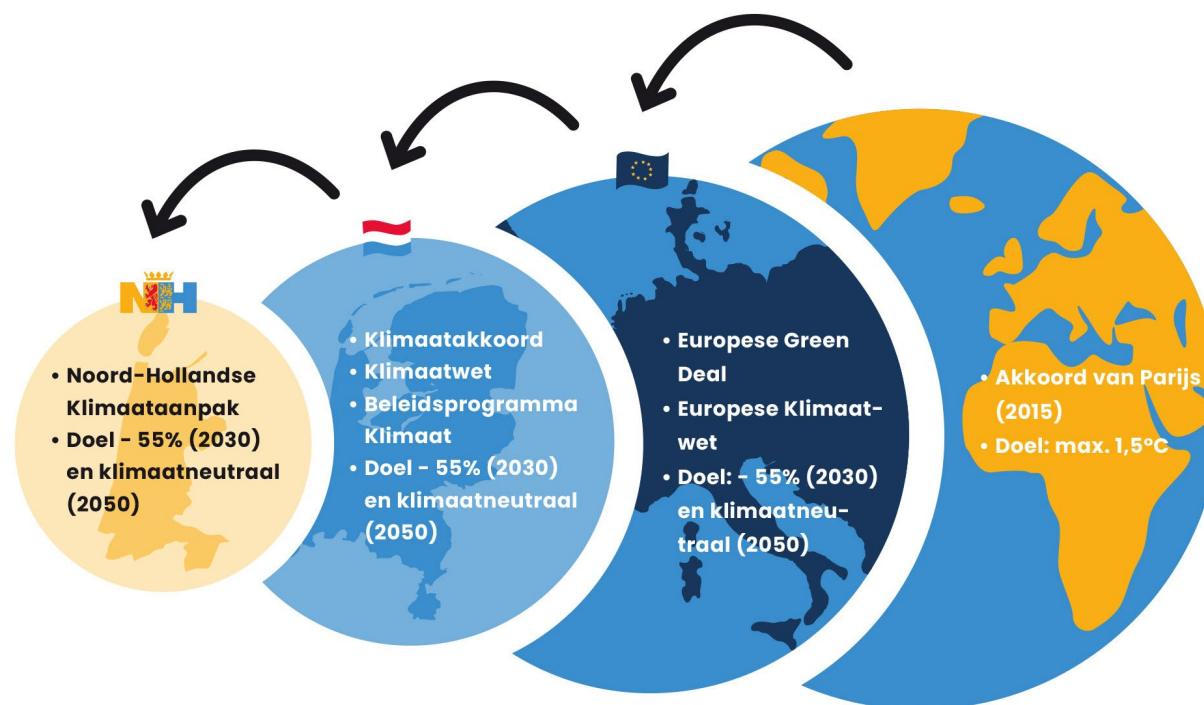 NH
• Noord-Hollandse
Klimaataanpak
• Doel - 55% (2030)
en klimaatneutraal
(2050)
• Klimaatakkoord
• Klimaatwet
• Beleidsprogramma
Klimaat
• Doel - 55% (2030)
en klimaatneutraal
(2050)
• Europese Green
Deal
• Europese Klimaat-
wet
• Doel: - 55% (2030)
en klimaatneu-
traal (2050)
• Akkoord van Parijs
(2015)
• Doel: max. 1,5°C